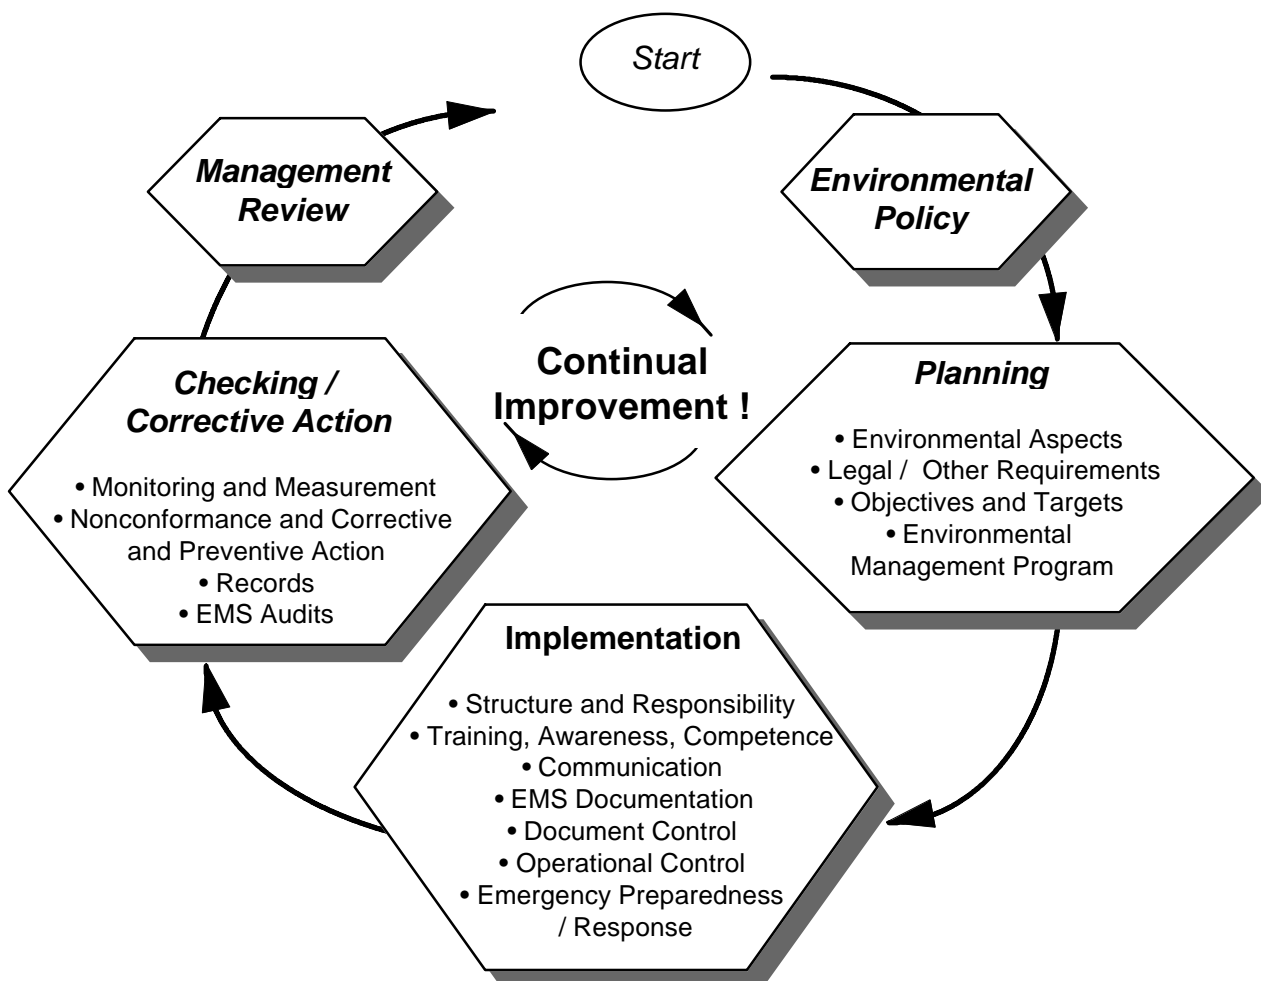 Start
Management
Review
Environmental
Policy
Continual
Improvement !
Checking /
Corrective Action
• Monitoring and Measurement
• Nonconformance and Corrective
and Preventive Action
• Records
• EMS Audits
Planning
• Environmental Aspects
• Legal /  Other Requirements
• Objectives and Targets
• Environmental
Management Program
Implementation
• Structure and Responsibility
• Training, Awareness, Competence
• Communication
• EMS Documentation
• Document Control
• Operational Control
• Emergency Preparedness
/ Response